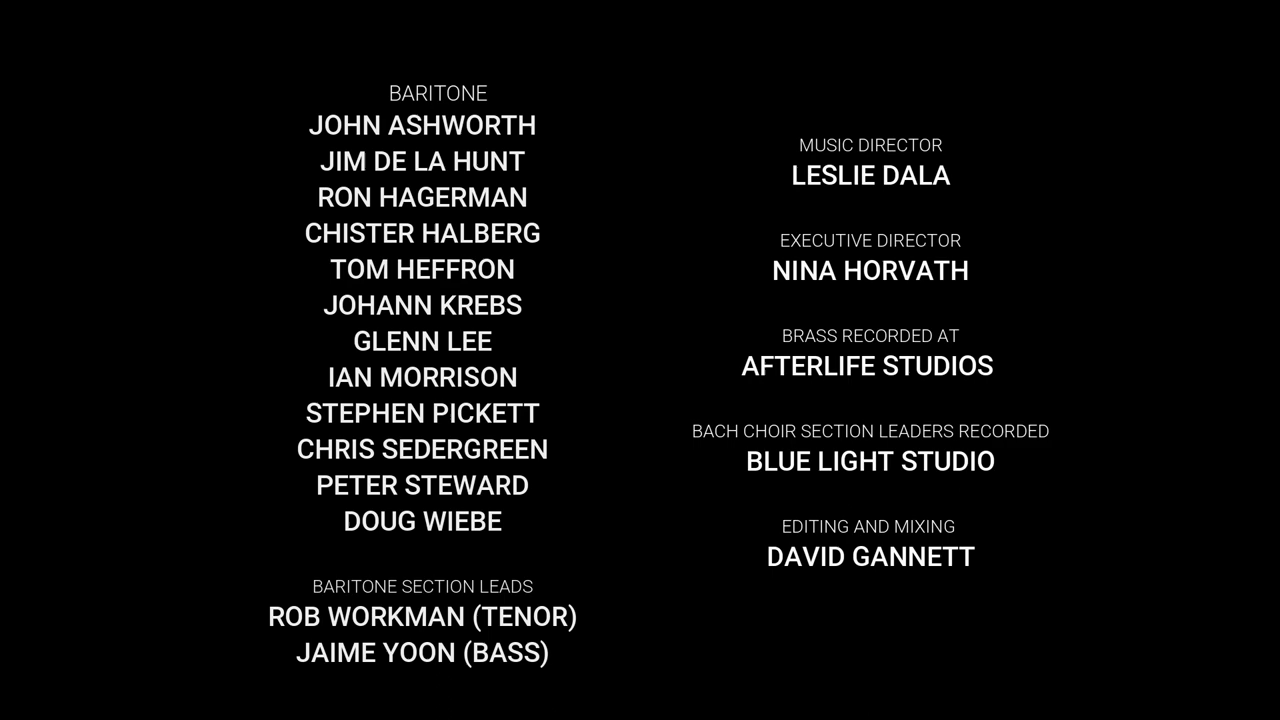 BARITONE
JOHN ASHWORTH
JIM DE LA HUNT
RON HAGERMAN
CHISTER HALBERG
TOM HEFFRON
JOHANN KREBS
GLENN LEE
IAN MORRISON
STEPHEN PICKETT
CHRIS SEDERGREEN
PETER STEWARD
DOUG WIEBE
BARITONE SECTION LEADS
ROB WORKMAN (TENOR)
JAIME YOON (BASS)
MUSIC DIRECTOR
LESLIE DALA
EXECUTIVE DIRECTOR
NINA HORVATH
BRASS RECORDED AT
AFTERLIFE STUDIOS
BACH CHOIR SECTION LEADERS RECORDED
BLUE LIGHT STUDIO
EDITING AND MIXING
DAVID GANNETT